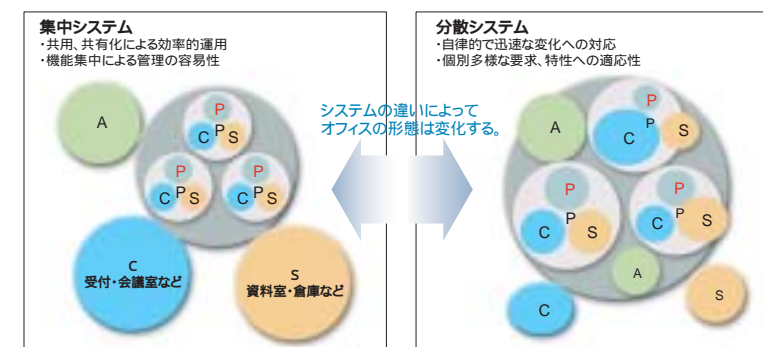 集中システム
・共用、共有化による効率的運用
・機能集中による管理の容易性
A
P
C P S
P
C P S
P
C P S
C
受付・会議室など
S
資料室・倉庫など
システムの違いによって
オフィスの形態は変化する。
分散システム
・自律的で迅速な変化への対応
・個別多様な要求、特性への適応性
A
P
C P S
P
C P S
P
C P S
A
C
S